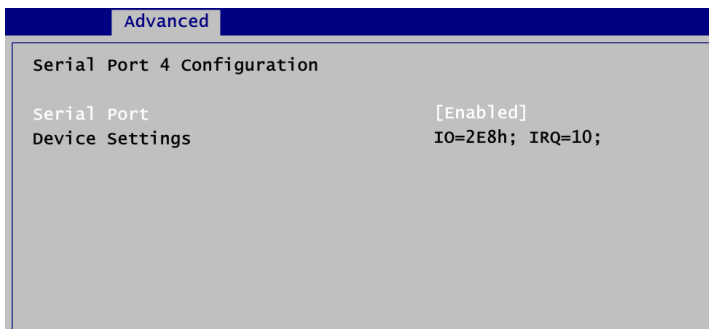 Advanced
Serial Port 4 Configuration
Serial Port [Enabled]
Device Settings IO=2E8h; IRQ=10;